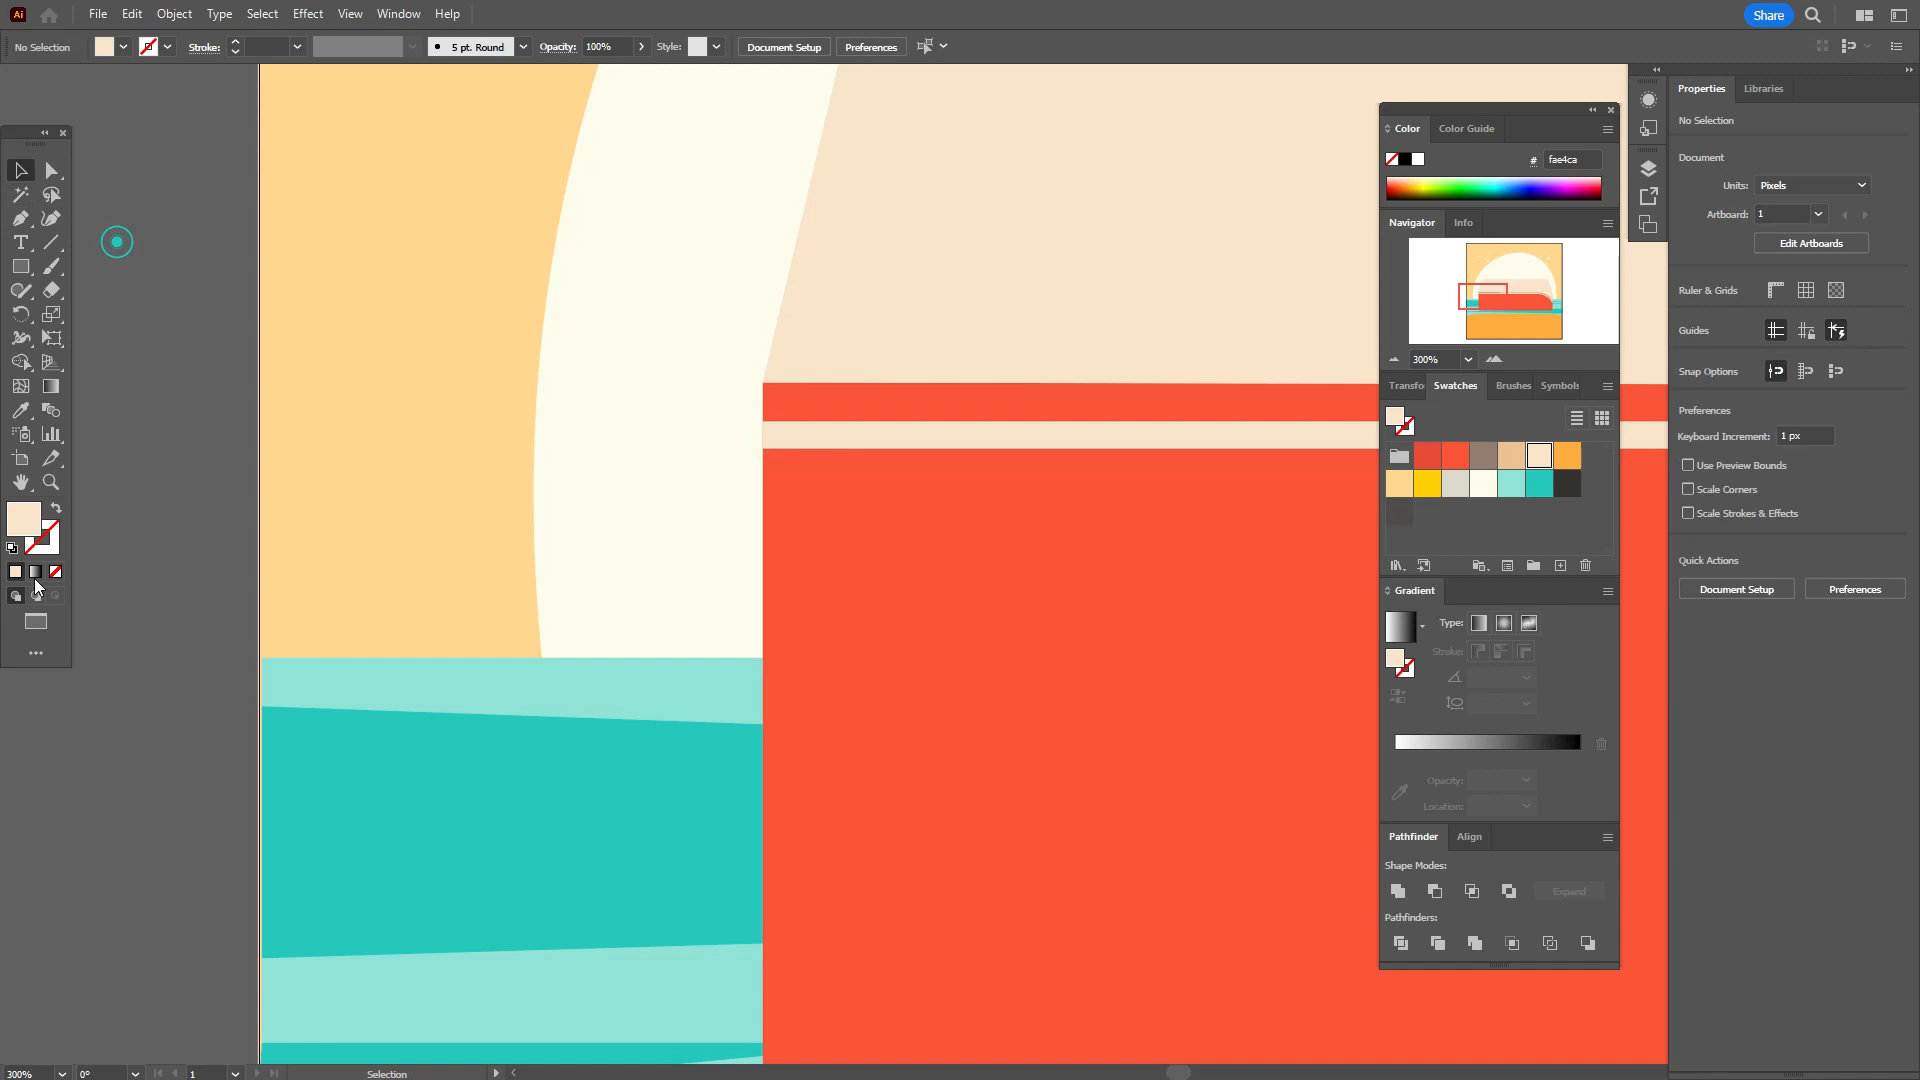 Ai File Edit Object Type Select Effect View Window Help Share
No Selection Stroke: 5 pt. Round Opacity: 100% Style: Document Setup Preferences
Properties Libraries
No Selection
Document
Units: Pixels
Artboard: 1
Edit Artboards
Ruler & Grids
Guides
Snap Options
Preferences
Keyboard Increment: 1 px
Use Preview Bounds
Scale Corners
Scale Strokes & Effects
Quick Actions
Document Setup Preferences
Color Color Guide
# fae4ca
Navigator Info
300%
Transfo Swatches Brushes Symbols
Gradient
Type:
Stroke:
Opacity:
Location:
Pathfinder Align
Shape Modes:
Expand
Pathfinders:
300% 0° 1 Selection